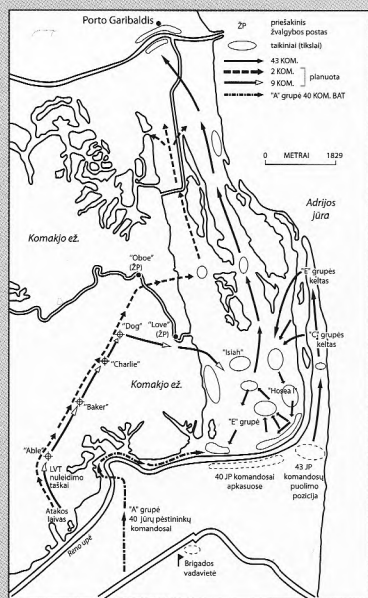 Porto Garibaldis
ŽP
priešakinis
žvalgybos postas
taikiniai (tikslai)
43 KOM.
2 KOM.
planuota
9 KOM.
"A" grupė 40 KOM. BAT
0 METRAI 1829
Adrijos
jūra
Komakjo ež.
"Oboe"
(ŽP)
"E" grupės
keltas
"Dog"
"Love"
(ŽP)
"C" grupės
keltas
"Charlie"
"Isiah"
Komakjo ež.
"Hosea I"
"Baker"
"E" grupė
"Able"
LVT
nuleidimo
taškai
40 JP komandosai
apkasuose
43 JP
komandosų
puolimo
pozicija
Atakos
laivas
"A" grupė
40 jūrų pėstininkų
komandosai
Reno upė
Brigados
vadavietė